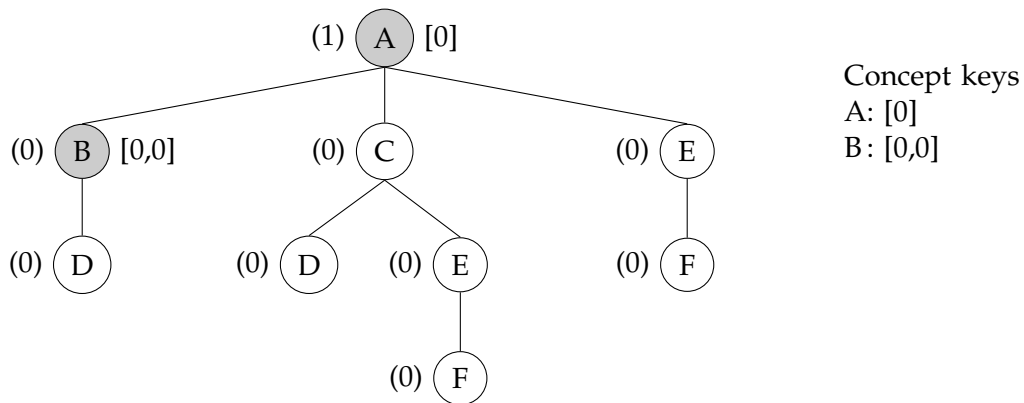 (1) A [0]
Concept keys
A: [0]
B: [0,0]
(0) B [0,0] (0) C (0) E
(0) D (0) D (0) E (0) F
(0) F